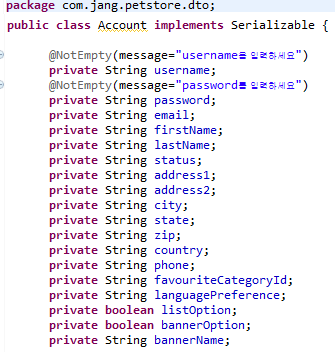 package com.jang.petstore.dto;
public class Account implements Serializable {
@NotEmpty(message="username를 입력하세요")
private String username;
@NotEmpty(message="password를 입력하세요")
private String password;
private String email;
private String firstName;
private String lastName;
private String status;
private String address1;
private String address2;
private String city;
private String state;
private String zip;
private String country;
private String phone;
private String favouriteCategoryId;
private String languagePreference;
private boolean listOption;
private boolean bannerOption;
private String bannerName;